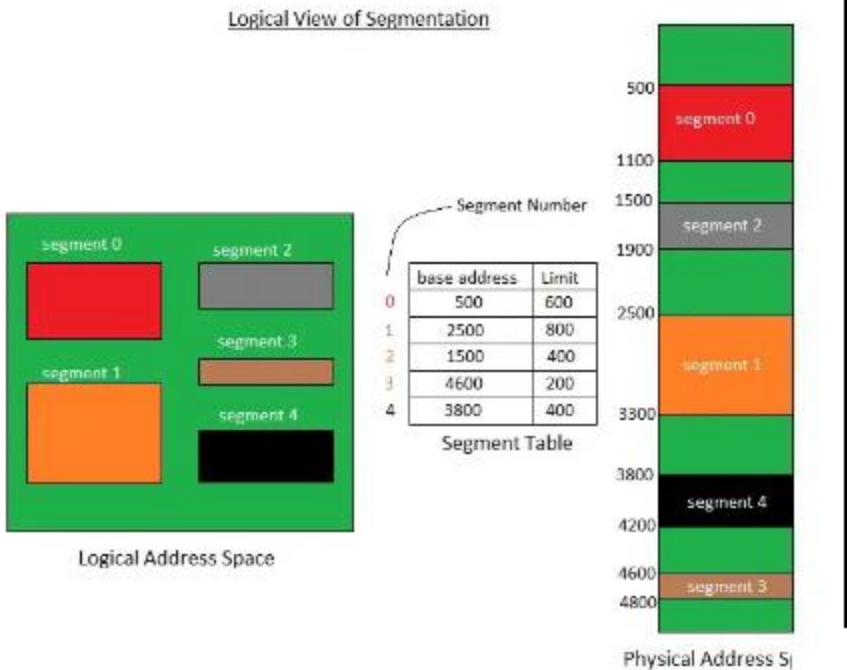 Logical View of Segmentation
segment 0
segment 2
segment 3
segment 1
segment 4
Logical Address Space
Segment Number
base address Limit
0 500 600
1 2500 800
2 1500 400
3 4600 200
4 3800 400
Segment Table
500
segment 0
1100
1500
segment 2
1900
2500
segment 1
3300
3800
segment 4
4200
4600
segment 3
4800
Physical Address S